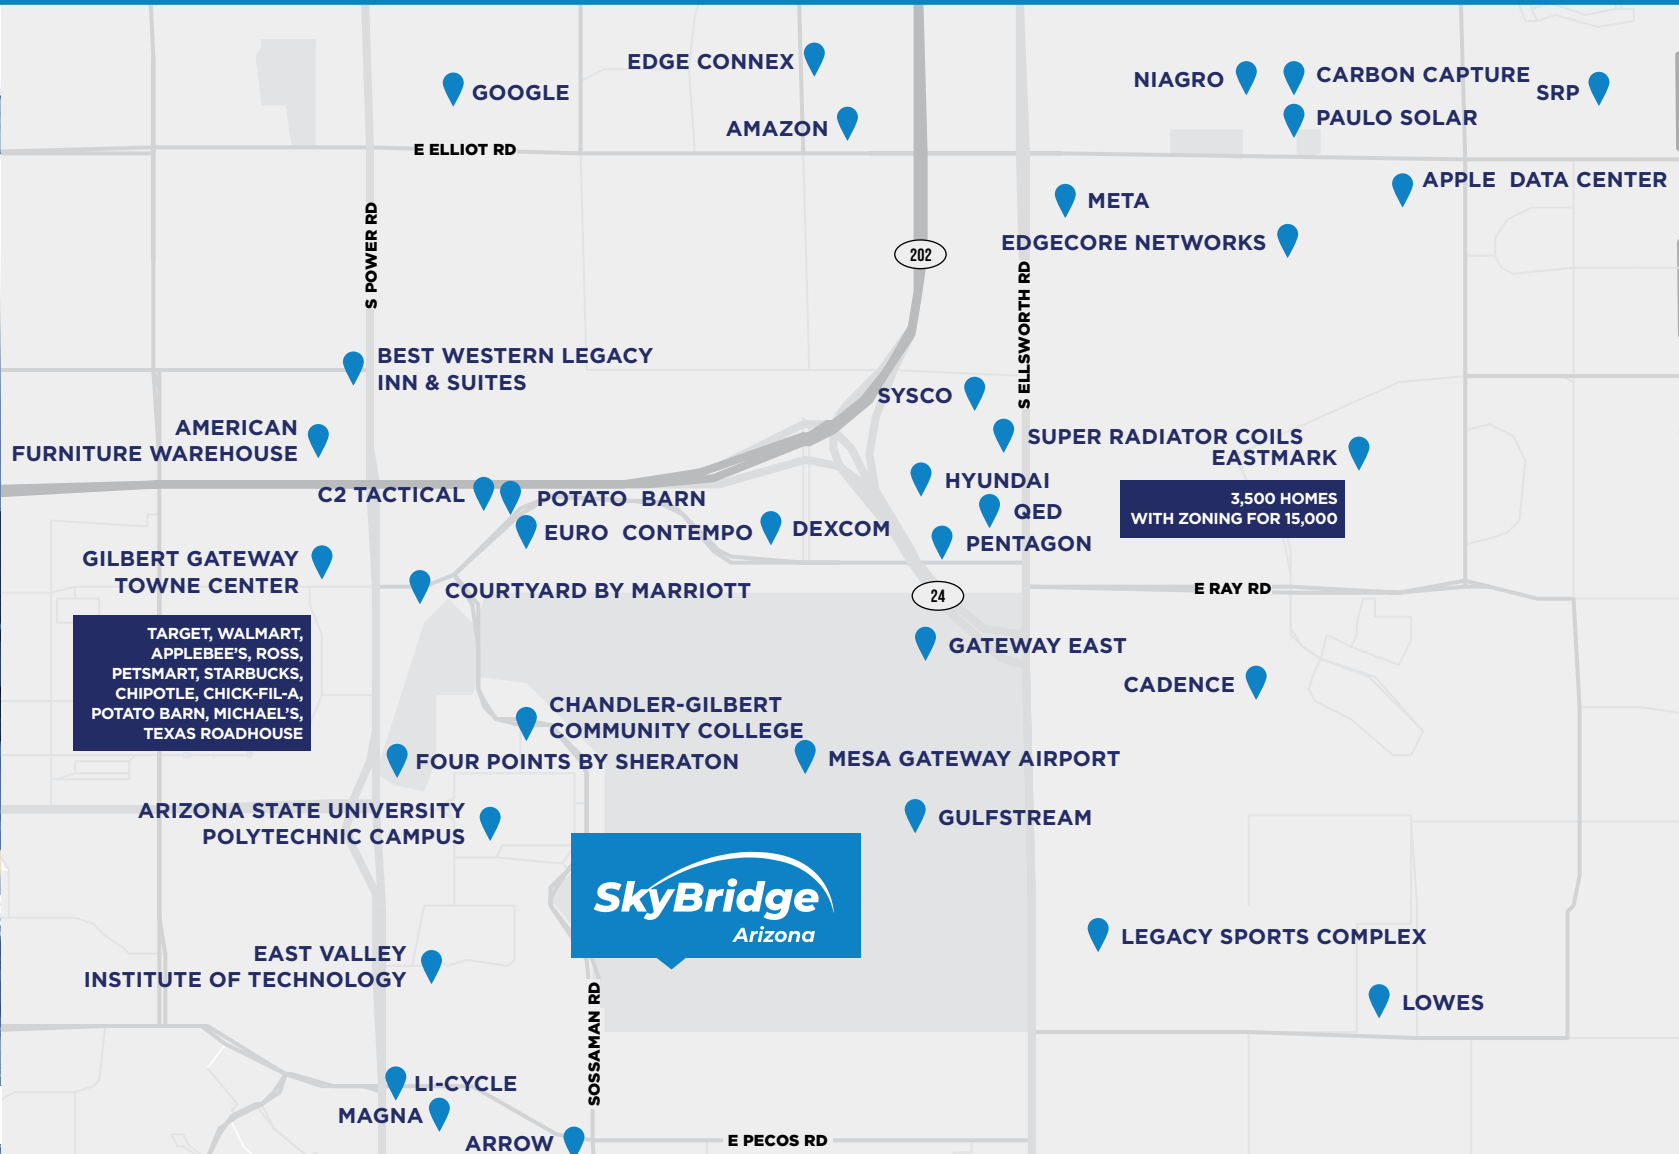 EDGE CONNEX
GOOGLE
NIAGRO
CARBON CAPTURE
SRP
PAULO SOLAR
AMAZON
E ELLIOT RD
APPLE  DATA CENTER
META
S POWER RD
EDGECORE NETWORKS
202
S ELLSWORTH RD
BEST WESTERN LEGACY
INN & SUITES
SYSCO
AMERICAN
FURNITURE WAREHOUSE
SUPER RADIATOR COILS
EASTMARK
HYUNDAI
3,500 HOMES
WITH ZONING FOR 15,000
C2 TACTICAL
POTATO  BARN
QED
EURO  CONTEMPO
DEXCOM
PENTAGON
GILBERT GATEWAY
TOWNE CENTER
COURTYARD BY MARRIOTT
24
E RAY RD
TARGET, WALMART,
APPLEBEE'S, ROSS,
PETSMART, STARBUCKS,
CHIPOTLE, CHICK-FIL-A,
POTATO BARN, MICHAEL'S,
TEXAS ROADHOUSE
GATEWAY EAST
CADENCE
CHANDLER-GILBERT
COMMUNITY COLLEGE
FOUR POINTS BY SHERATON
MESA GATEWAY AIRPORT
ARIZONA STATE UNIVERSITY
POLYTECHNIC CAMPUS
GULFSTREAM
SkyBridge
Arizona
LEGACY SPORTS COMPLEX
EAST VALLEY
INSTITUTE OF TECHNOLOGY
LOWES
SOSSAMAN RD
LI-CYCLE
MAGNA
ARROW
E PECOS RD